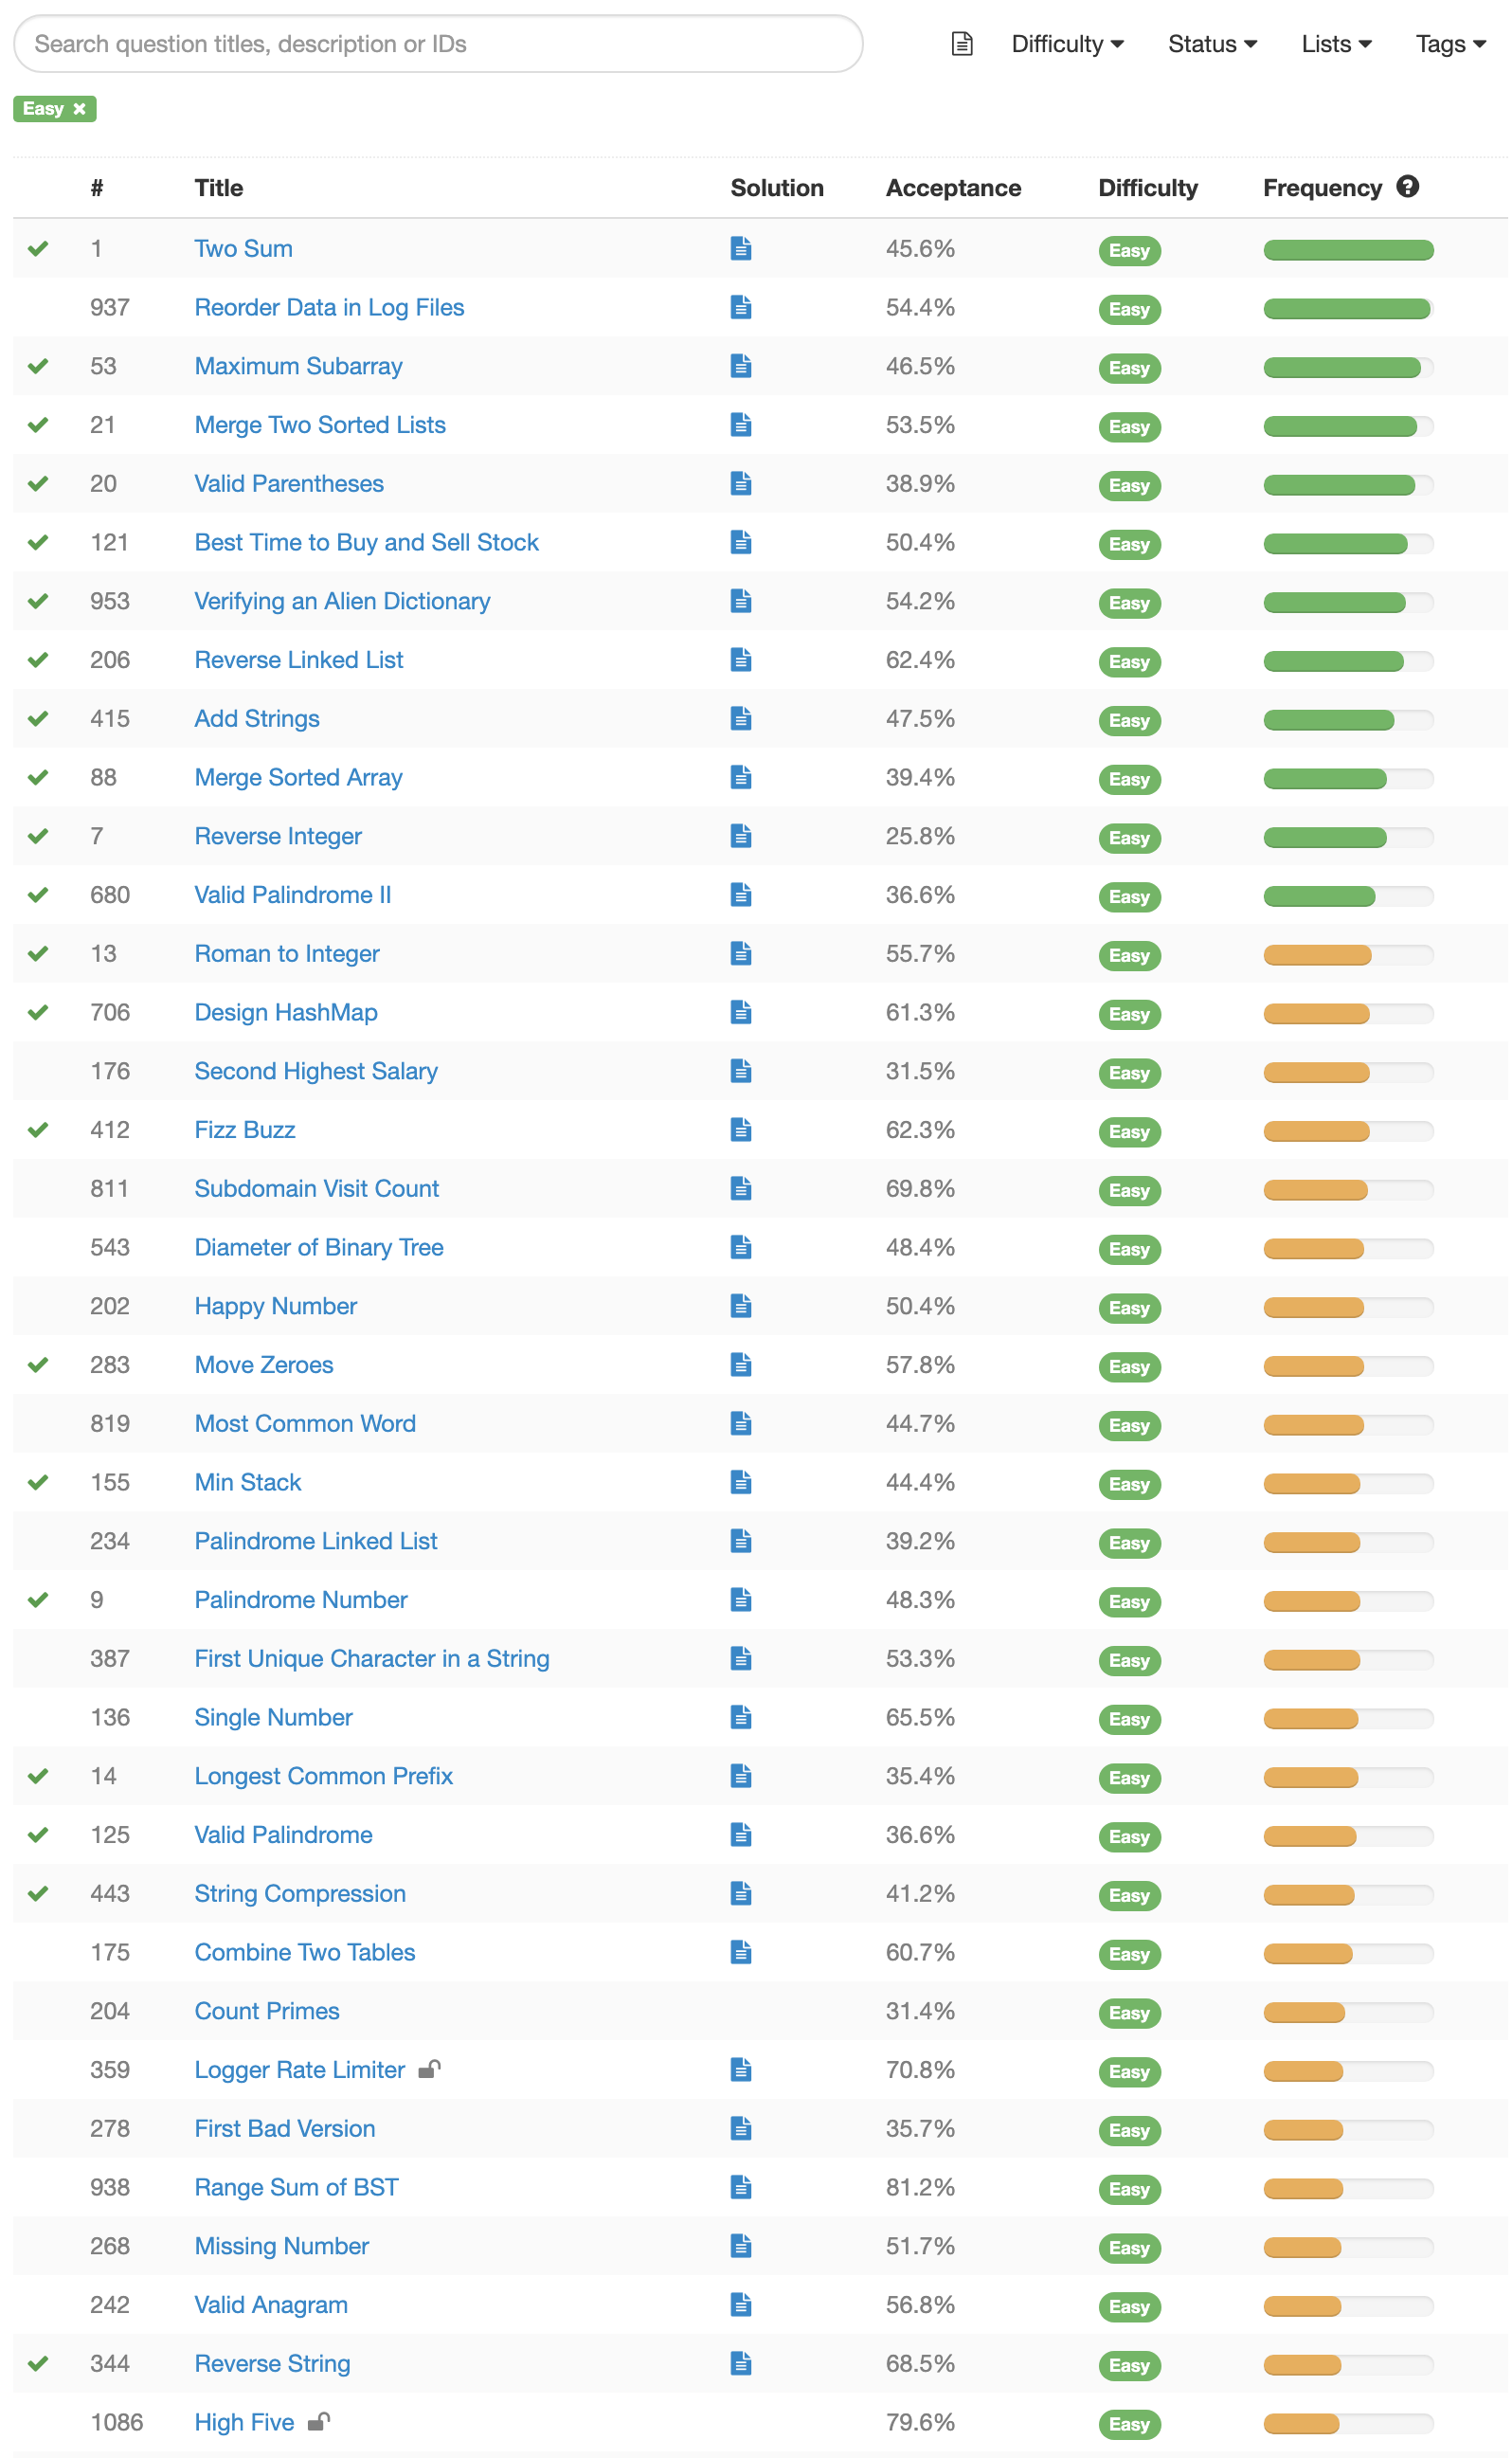 Search question titles, description or IDs Difficulty Status Lists Tags
Easy
# Title Solution Acceptance Difficulty Frequency
1 Two Sum 45.6% Easy
937 Reorder Data in Log Files 54.4% Easy
53 Maximum Subarray 46.5% Easy
21 Merge Two Sorted Lists 53.5% Easy
20 Valid Parentheses 38.9% Easy
121 Best Time to Buy and Sell Stock 50.4% Easy
953 Verifying an Alien Dictionary 54.2% Easy
206 Reverse Linked List 62.4% Easy
415 Add Strings 47.5% Easy
88 Merge Sorted Array 39.4% Easy
7 Reverse Integer 25.8% Easy
680 Valid Palindrome II 36.6% Easy
13 Roman to Integer 55.7% Easy
706 Design HashMap 61.3% Easy
176 Second Highest Salary 31.5% Easy
412 Fizz Buzz 62.3% Easy
811 Subdomain Visit Count 69.8% Easy
543 Diameter of Binary Tree 48.4% Easy
202 Happy Number 50.4% Easy
283 Move Zeroes 57.8% Easy
819 Most Common Word 44.7% Easy
155 Min Stack 44.4% Easy
234 Palindrome Linked List 39.2% Easy
9 Palindrome Number 48.3% Easy
387 First Unique Character in a String 53.3% Easy
136 Single Number 65.5% Easy
14 Longest Common Prefix 35.4% Easy
125 Valid Palindrome 36.6% Easy
443 String Compression 41.2% Easy
175 Combine Two Tables 60.7% Easy
204 Count Primes 31.4% Easy
359 Logger Rate Limiter 70.8% Easy
278 First Bad Version 35.7% Easy
938 Range Sum of BST 81.2% Easy
268 Missing Number 51.7% Easy
242 Valid Anagram 56.8% Easy
344 Reverse String 68.5% Easy
1086 High Five 79.6% Easy